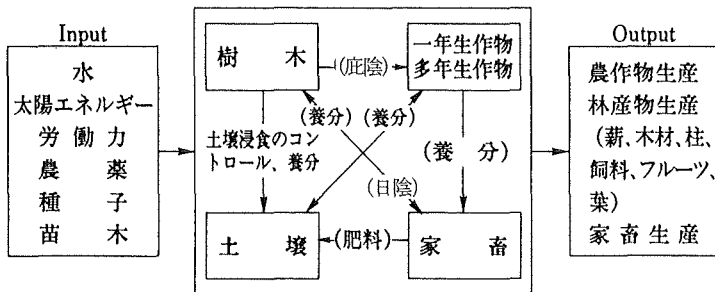 Input
水
太陽エネルギー
労働力
農薬
種子
苗木
樹木
(庇陰)
一年生作物
多年生作物
(養分)
(養分)
土壌浸食のコン
トロール、養分
(養分)
(日陰)
土壌
(肥料)
家畜
Output
農作物生産
林産物生産
(薪、木材、柱、
飼料、フルーツ、
葉)
家畜生産